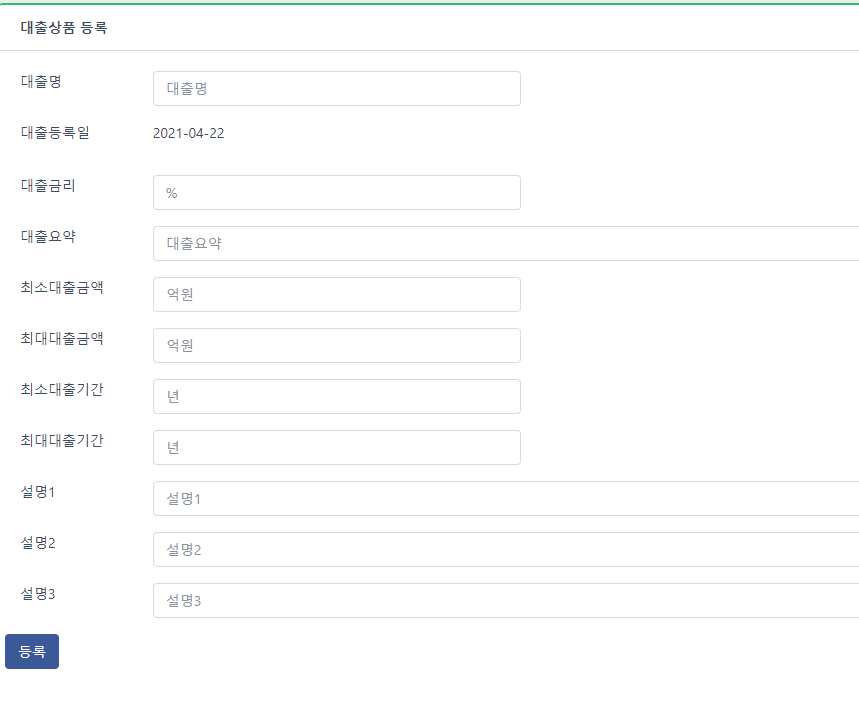 대출상품 등록
대출명 대출명
대출등록일 2021-04-22
대출금리 %
대출요약 대출요약
최소대출금액 억원
최대대출금액 억원
최소대출기간 년
최대대출기간 년
설명1 설명1
설명2 설명2
설명3 설명3
등록